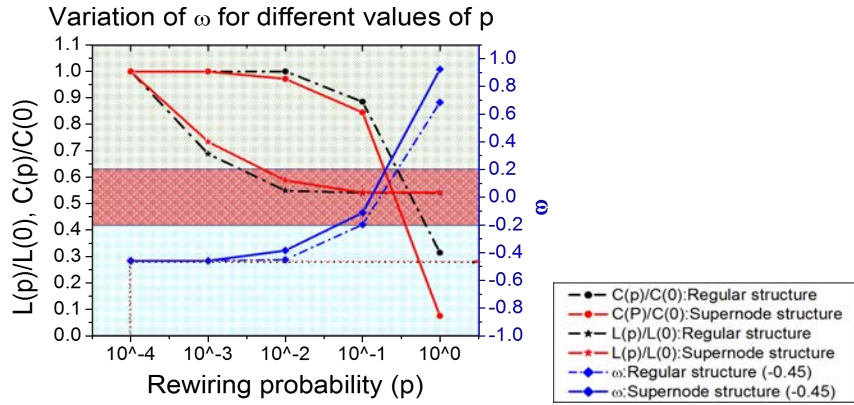 Variation of ω for different values of p
L(p)/L(0), C(p)/C(0)
1.1
1.0
0.9
0.8
0.7
0.6
0.5
0.4
0.3
0.2
0.1
0.0
1.0
0.8
0.6
0.4
0.2
0.0
-0.2
-0.4
-0.6
-0.8
-1.0
ω
10^-4 10^-3 10^-2 10^-1 10^0
Rewiring probability (p)
C(p)/C(0):Regular structure
C(P)/C(0):Supernode structure
L(p)/L(0):Regular structure
L(p)/L(0):Supernode structure
ω:Regular structure (-0.45)
ω:Supernode structure (-0.45)